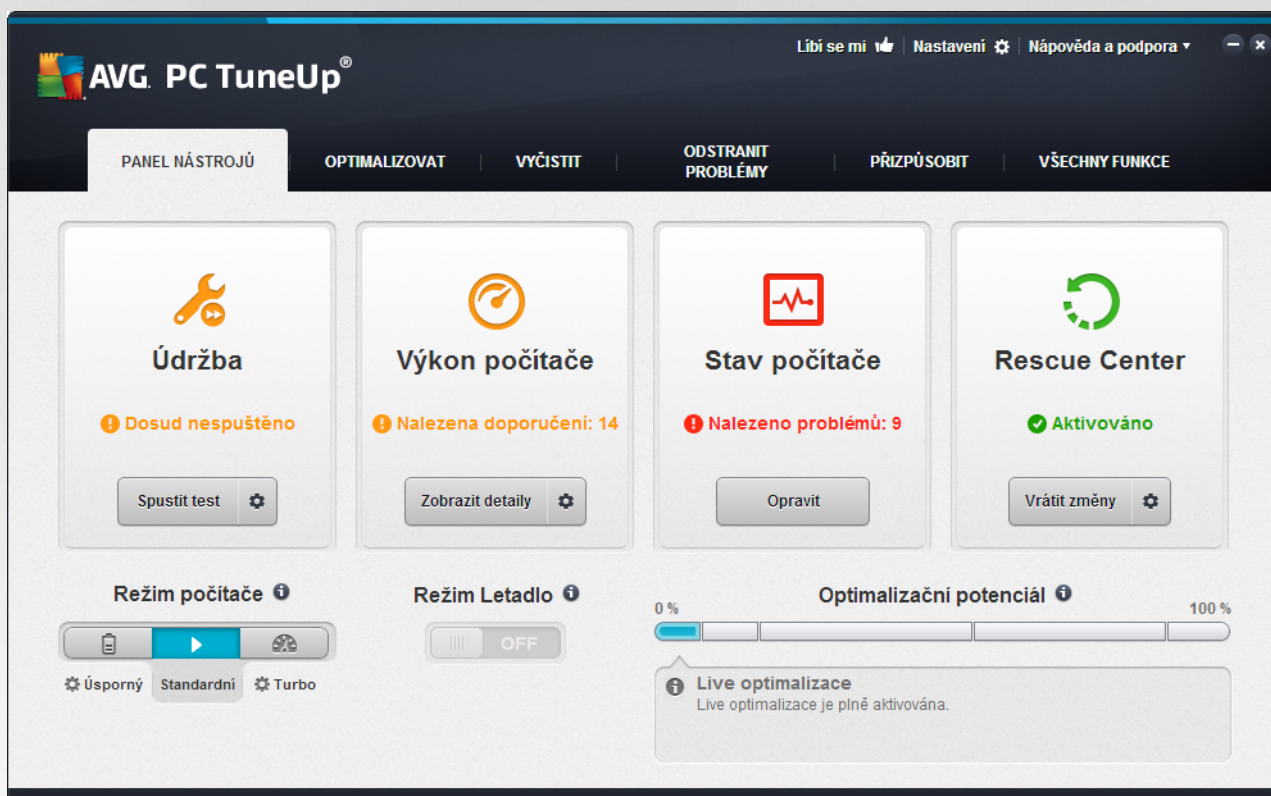 Líbí se mi | Nastavení | Nápověda a podpora
AVG. PC TuneUp®
PANEL NÁSTROJŮ
OPTIMALIZOVAT
VYČISTIT
ODSTRANIT
PROBLÉMY
PŘIZPŮSOBIT
VŠECHNY FUNKCE
Údržba
Dosud nespuštěno
Spustit test
Výkon počítače
Nalezena doporučení: 14
Zobrazit detaily
Stav počítače
Nalezeno problémů: 9
Opravit
Rescue Center
Aktivováno
Vrátit změny
Režim počítače
Úsporný
Standardní
Turbo
Režim Letadlo
OFF
Optimalizační potenciál
0 %
100 %
Live optimalizace
Live optimalizace je plně aktivována.